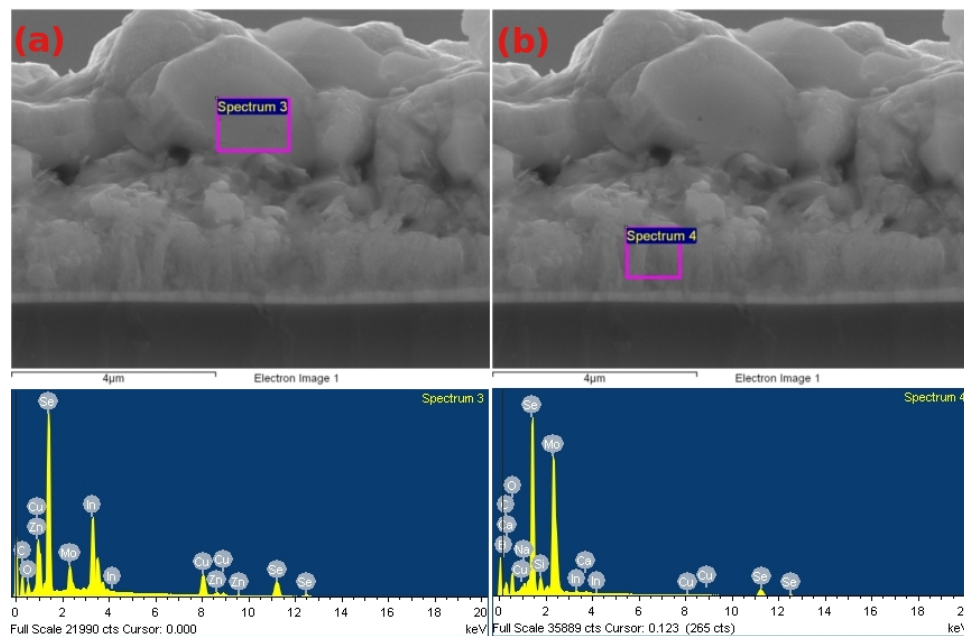 (a)
Spectrum 3
4µm
Electron Image 1
(b)
Spectrum 4
4µm
Electron Image 1
Spectrum 3
Se
Cu
Zn
C
O
Mo
In
In
Cu
Cu
Zn
Zn
Se
Se
0 2 4 6 8 10 12 14 16 18 20
Full Scale 21990 cts Cursor: 0.000
keV
Spectrum 4
Se
Mo
O
C
Ca
Na
Cu
Si
In
Ca
In
Cu
Cu
Se
Se
0 2 4 6 8 10 12 14 16 18
Full Scale 35889 cts Cursor: 0.123 (265 cts)
keV